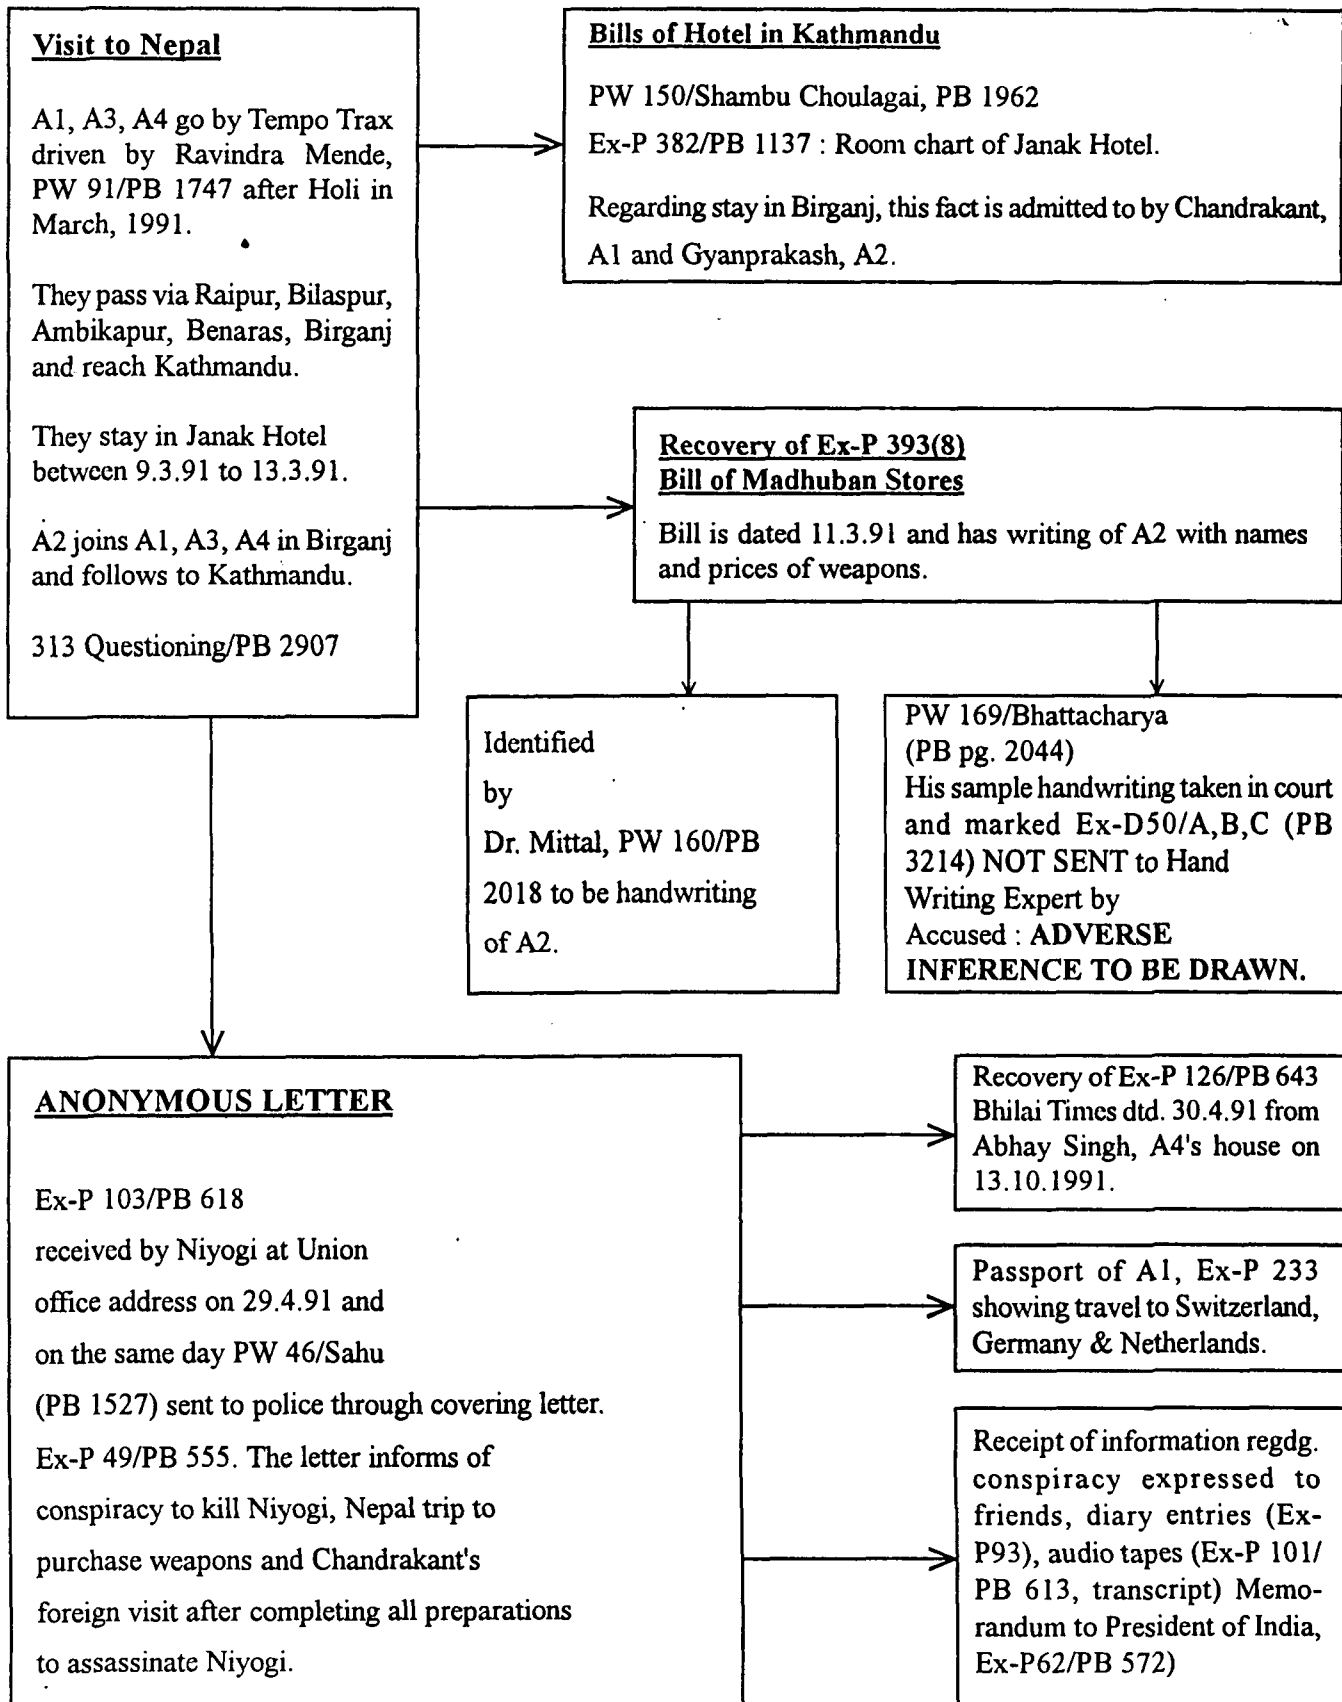 Visit to Nepal
A1, A3, A4 go by Tempo Trax
driven by Ravindra Mende,
PW 91/PB 1747 after Holi in
March, 1991.
They pass via Raipur, Bilaspur,
Ambikapur, Benaras, Birganj
and reach Kathmandu.
They stay in Janak Hotel
between 9.3.91 to 13.3.91.
A2 joins A1, A3, A4 in Birganj
and follows to Kathmandu.
313 Questioning/PB 2907
Bills of Hotel in Kathmandu
PW 150/Shambu Choulagai, PB 1962
Ex-P 382/PB 1137 : Room chart of Janak Hotel.
Regarding stay in Birganj, this fact is admitted to by Chandrakant,
A1 and Gyanprakash, A2.
Recovery of Ex-P 393(8)
Bill of Madhuban Stores
Bill is dated 11.3.91 and has writing of A2 with names
and prices of weapons.
Identified
by
Dr. Mittal, PW 160/PB
2018 to be handwriting
of A2.
PW 169/Bhattacharya
(PB pg. 2044)
His sample handwriting taken in court
and marked Ex-D50/A,B,C (PB
3214) NOT SENT to Hand
Writing Expert by
Accused : ADVERSE
INFERENCE TO BE DRAWN.
ANONYMOUS LETTER
Ex-P 103/PB 618
received by Niyogi at Union
office address on 29.4.91 and
on the same day PW 46/Sahu
(PB 1527) sent to police through covering letter.
Ex-P 49/PB 555. The letter informs of
conspiracy to kill Niyogi, Nepal trip to
purchase weapons and Chandrakant's
foreign visit after completing all preparations
to assassinate Niyogi.
Recovery of Ex-P 126/PB 643
Bhilai Times dtd. 30.4.91 from
Abhay Singh, A4's house on
13.10.1991.
Passport of A1, Ex-P 233
showing travel to Switzerland,
Germany & Netherlands.
Receipt of information regdg.
conspiracy expressed to
friends, diary entries (Ex-
P93), audio tapes (Ex-P 101/
PB 613, transcript) Memo-
randum to President of India,
Ex-P62/PB 572)